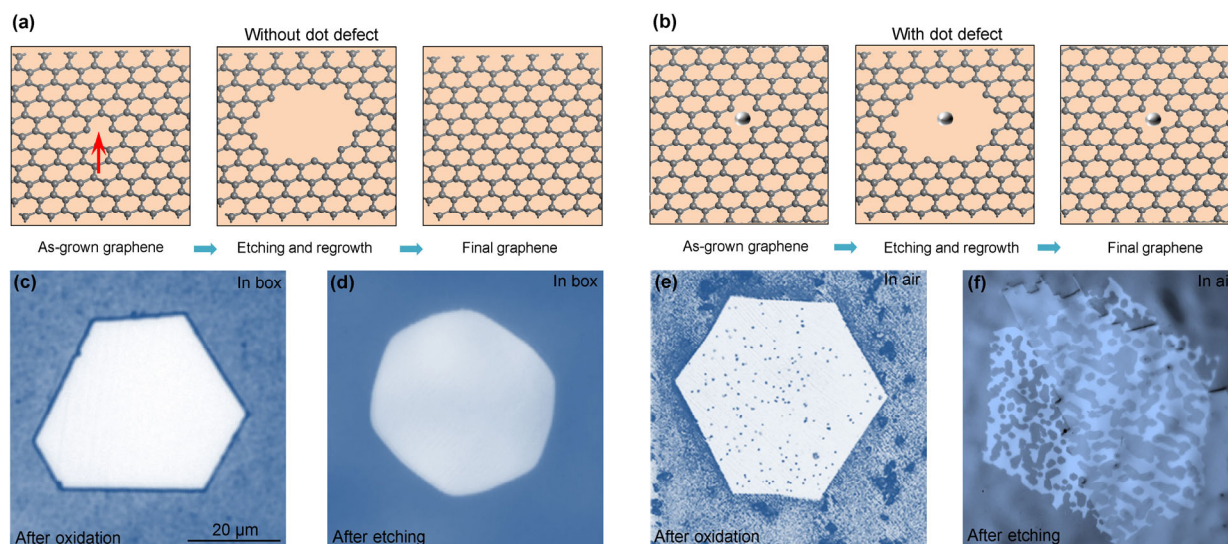 (a)
Without dot defect
As-grown graphene
Etching and regrowth
Final graphene
(b)
With dot defect
As-grown graphene
Etching and regrowth
Final graphene
(c)
In box
After oxidation
20 μm
(d)
In box
After etching
(e)
In air
After oxidation
(f)
In ai
After etching